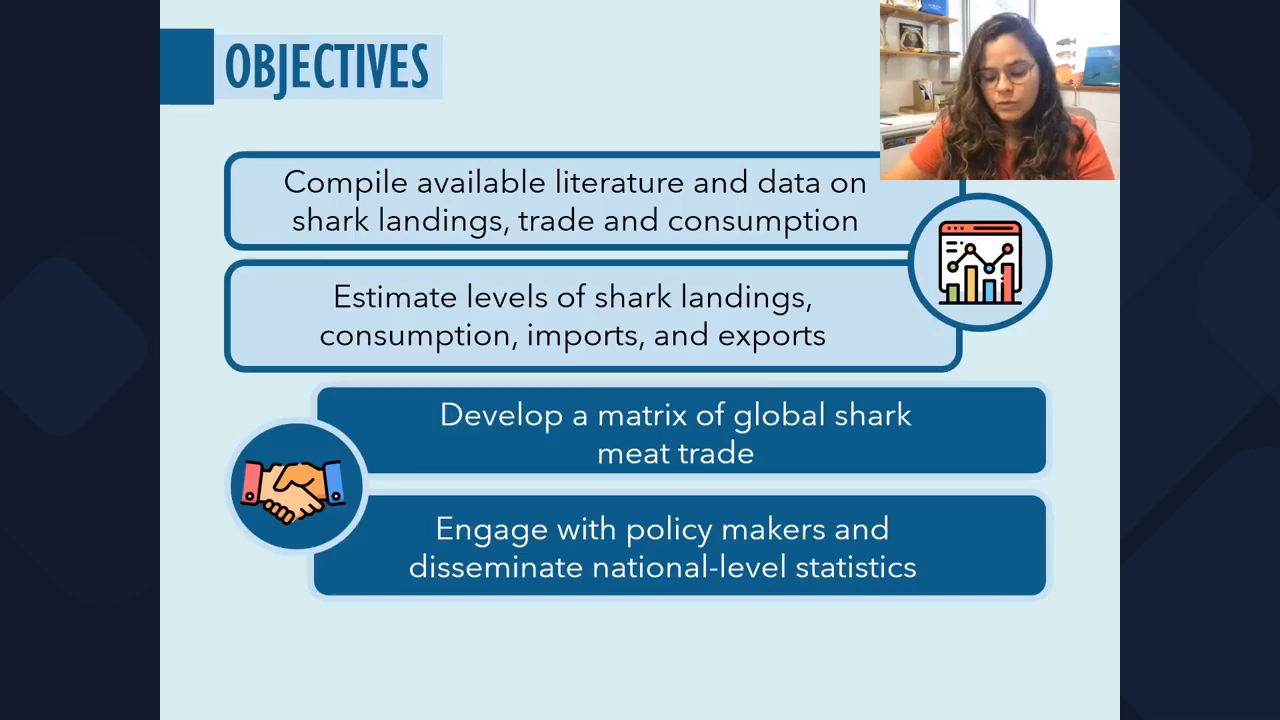 OBJECTIVES
Compile available literature and data on
shark landings, trade and consumption
Estimate levels of shark landings,
consumption, imports, and exports
Develop a matrix of global shark
meat trade
Engage with policy makers and
disseminate national-level statistics